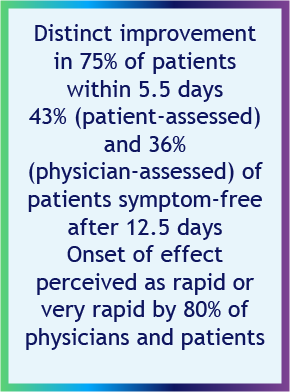 Distinct improvement
in 75% of patients
within 5.5 days
43% (patient-assessed)
and 36%
(physician-assessed) of
patients symptom-free
after 12.5 days
Onset of effect
perceived as rapid or
very rapid by 80% of
physicians and patients